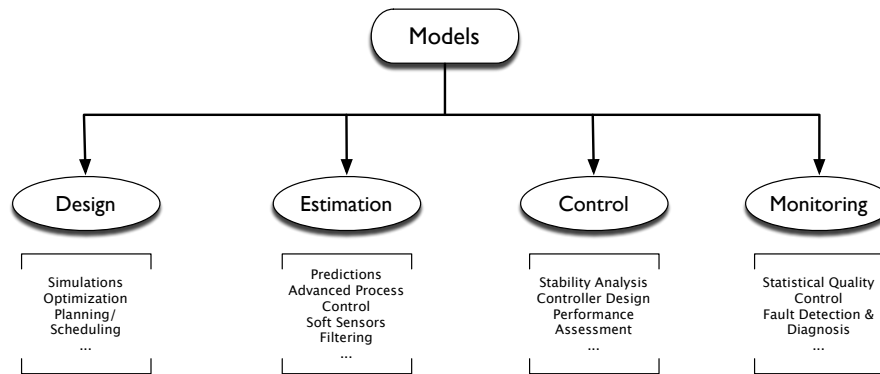 Models
Design
Estimation
Control
Monitoring
Simulations
Optimization
Planning/
Scheduling
...
Predictions
Advanced Process
Control
Soft Sensors
Filtering
...
Stability Analysis
Controller Design
Performance
Assessment
...
Statistical Quality
Control
Fault Detection &
Diagnosis
...